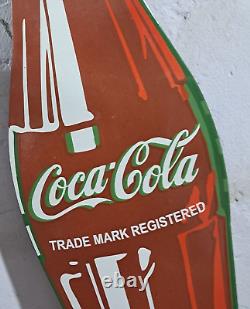 Coca-Cola
TRADE MARK REGISTERED